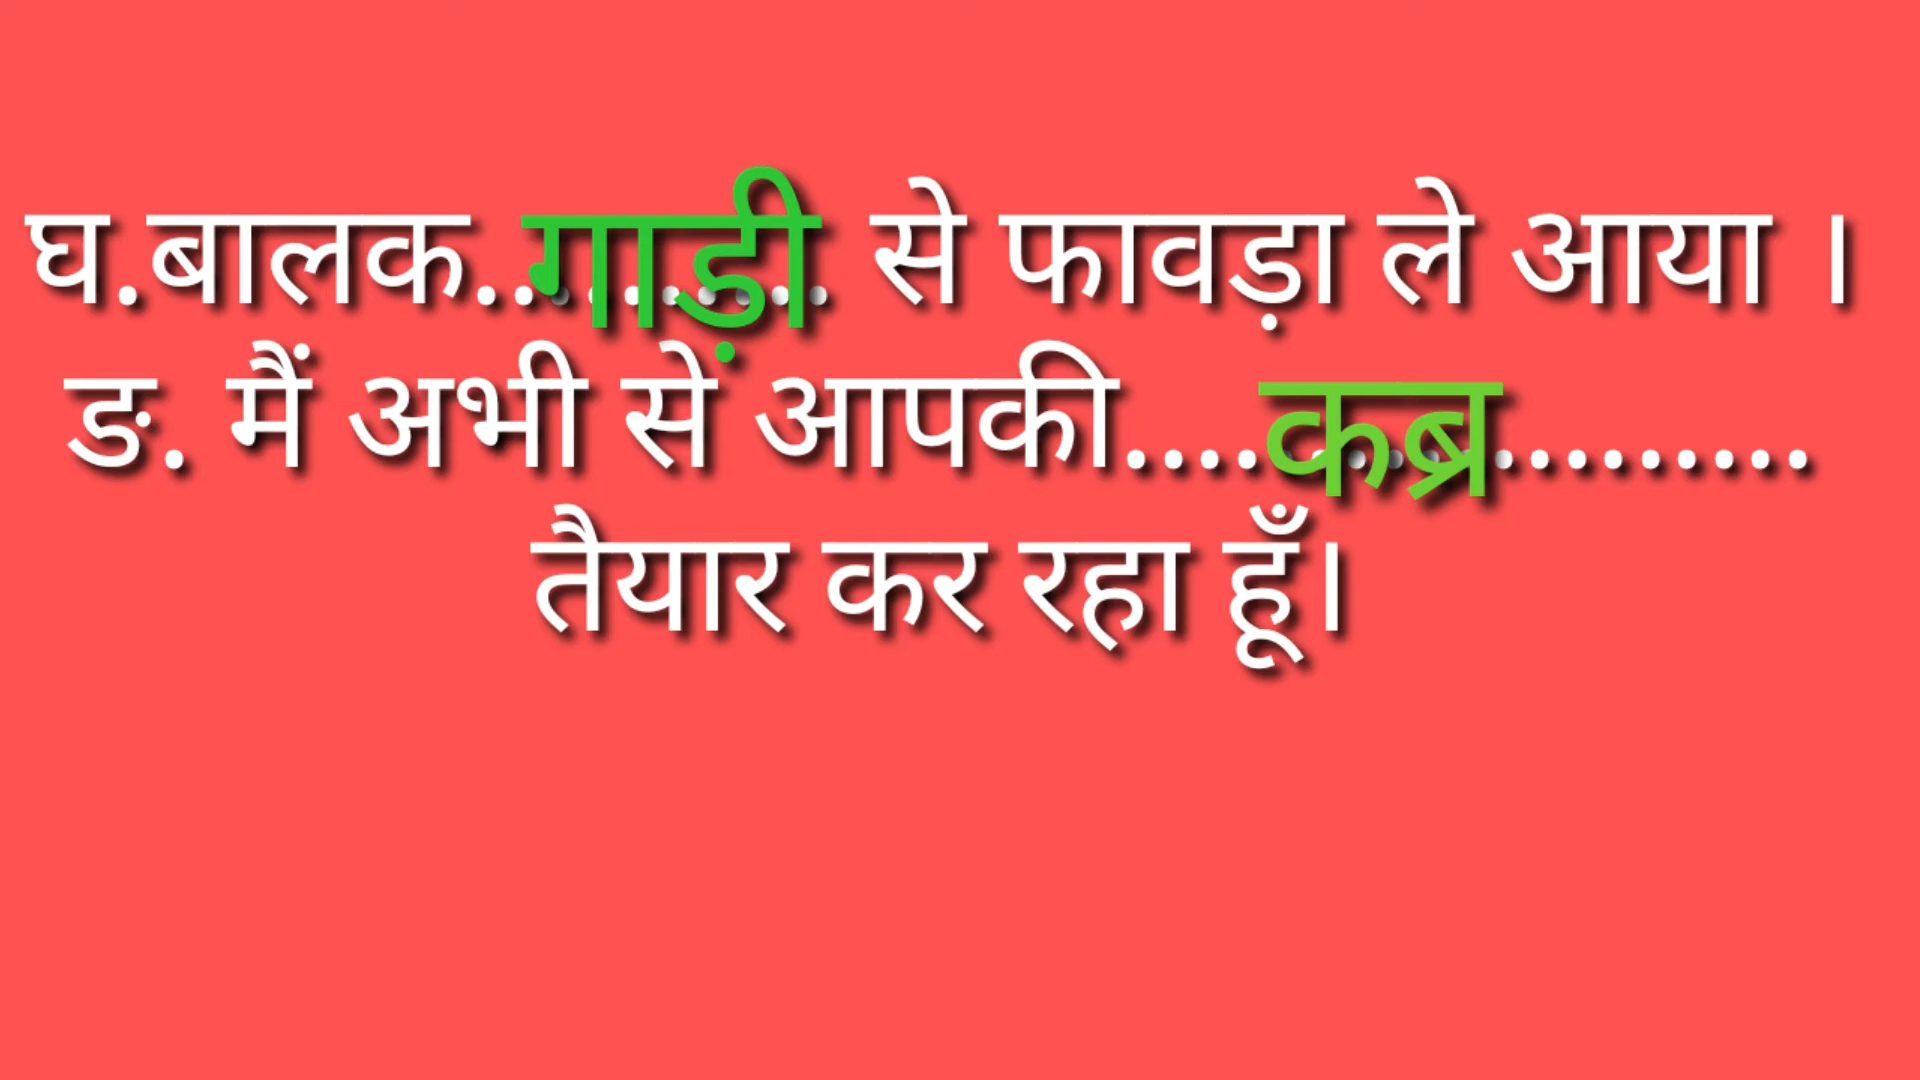 घ.बालक..गाड़ी.. से फावड़ा ले आया ।
ङ. मैं अभी से आपकी....कब्र.........
तैयार कर रहा हूँ।